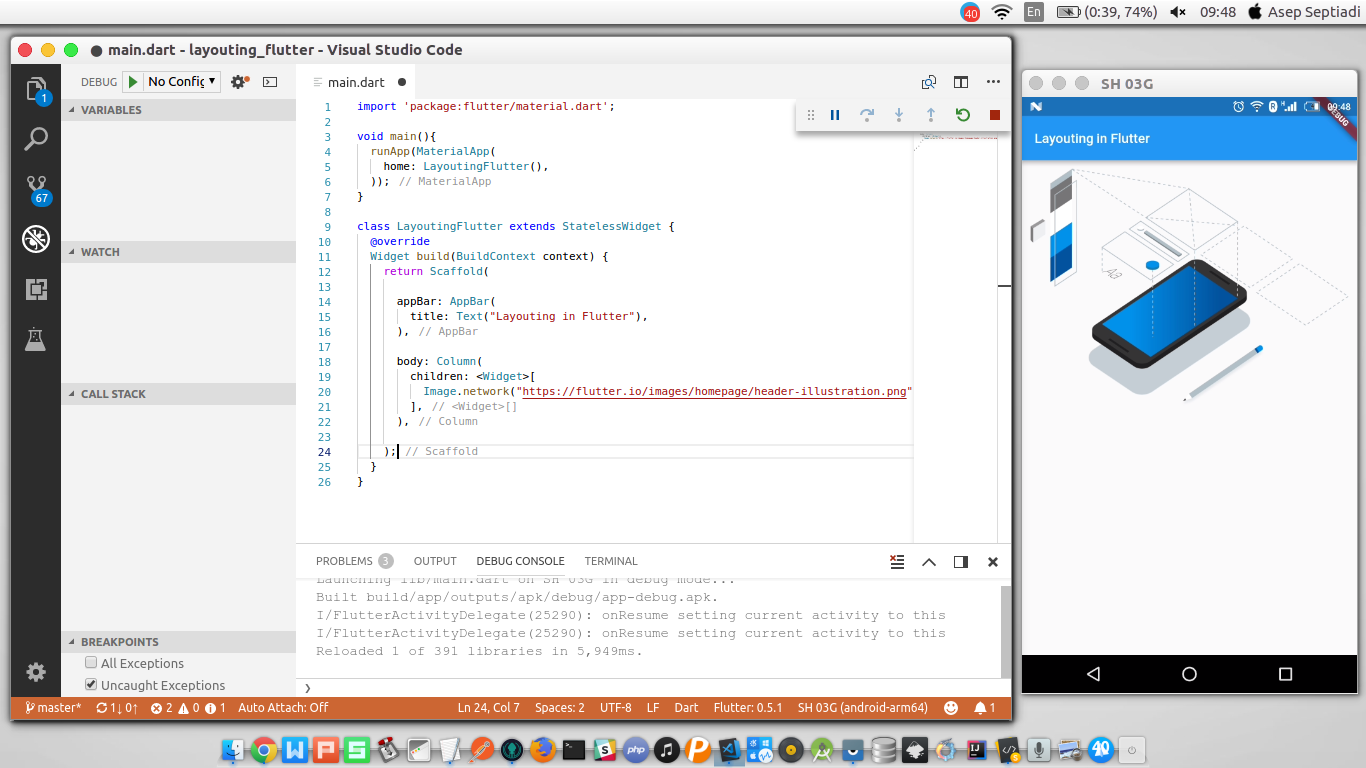 40 En (0:39, 74%) 09:48 Asep Septiadi
main.dart - layouting_flutter - Visual Studio Code
DEBUG No Config
main.dart
1
67
VARIABLES
WATCH
CALL STACK
BREAKPOINTS
All Exceptions
Uncaught Exceptions
1 import 'package:flutter/material.dart';
2
3 void main(){
4 runApp(MaterialApp(
5 home: LayoutingFlutter(),
6 )); // MaterialApp
7 }
8
9 class LayoutingFlutter extends StatelessWidget {
10 @override
11 Widget build(BuildContext context) {
12 return Scaffold(
13
14 appBar: AppBar(
15 title: Text("Layouting in Flutter"),
16 ), // AppBar
17
18 body: Column(
19 children: <Widget>[
20 Image.network("https://flutter.io/images/homepage/header-illustration.png"
21 ], // <Widget>[]
22 ), // Column
23
24 ); // Scaffold
25 }
26 }
PROBLEMS 3 OUTPUT DEBUG CONSOLE TERMINAL
Launching lib/main.dart on SH 03G in debug mode...
Built build/app/outputs/apk/debug/app-debug.apk.
I/FlutterActivityDelegate(25290): onResume setting current activity to this
I/FlutterActivityDelegate(25290): onResume setting current activity to this
Reloaded 1 of 391 libraries in 5,949ms.
master* 1↓ 0↑ 2 0 1 Auto Attach: Off Ln 24, Col 7 Spaces: 2 UTF-8 LF Dart Flutter: 0.5.1 SH 03G (android-arm64) 1
SH 03G
09:48
DEBUG
Layouting in Flutter
A3
W P S php IJ 40